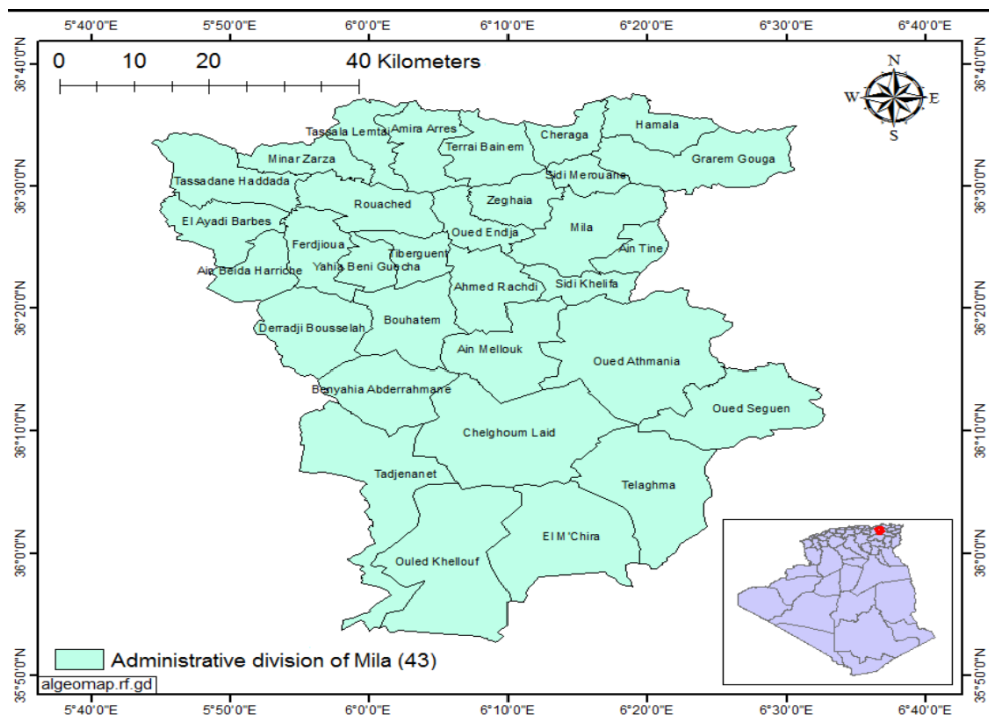 5°40'0"E 5°50'0"E 6°0'0"E 6°10'0"E 6°20'0"E 6°30'0"E 6°40'0"E
36°40'0"N 36°40'0"N
0 10 20 40 Kilometers
N
W E
S
Tassala Lemtai Amira Arres Cheraga Hamala
Terrai Bainem
Minar Zarza Grarem Gouga
Tassadane Haddada Sidi Merouane
36°30'0"N 36°30'0"N
Rouached Zeghaia
El Ayadi Barbes Mila
Oued Endja
Ferdjioua Ain Tine
Tiberguent
Yahia Beni Guecha
Ain Beida Harriche
Ahmed Rachdi Sidi Khelifa
36°20'0"N 36°20'0"N
Derradji Bousselah Bouhatem
Ain Mellouk
Oued Athmania
Benyahia Abderrahmane
Oued Seguen
36°10'0"N 36°10'0"N
Chelghoum Laid
Tadjenanet Telaghma
36°0'0"N 36°0'0"N
El M'Chira
Ouled Khellouf
Administrative division of Mila (43)
algeomap.rf.gd
35°50'0"N 35°50'0"N
5°40'0"E 5°50'0"E 6°0'0"E 6°10'0"E 6°20'0"E 6°30'0"E 6°40'0"E